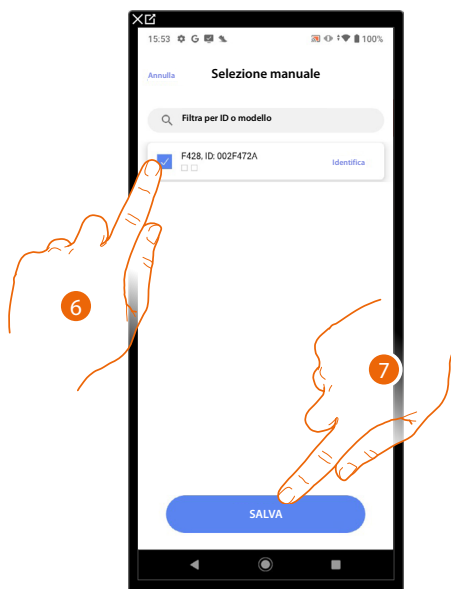 15:53 G 100%
Annulla Selezione manuale
Filtra per ID o modello
F428, ID: 002F472A
Identifica
6
7
SALVA